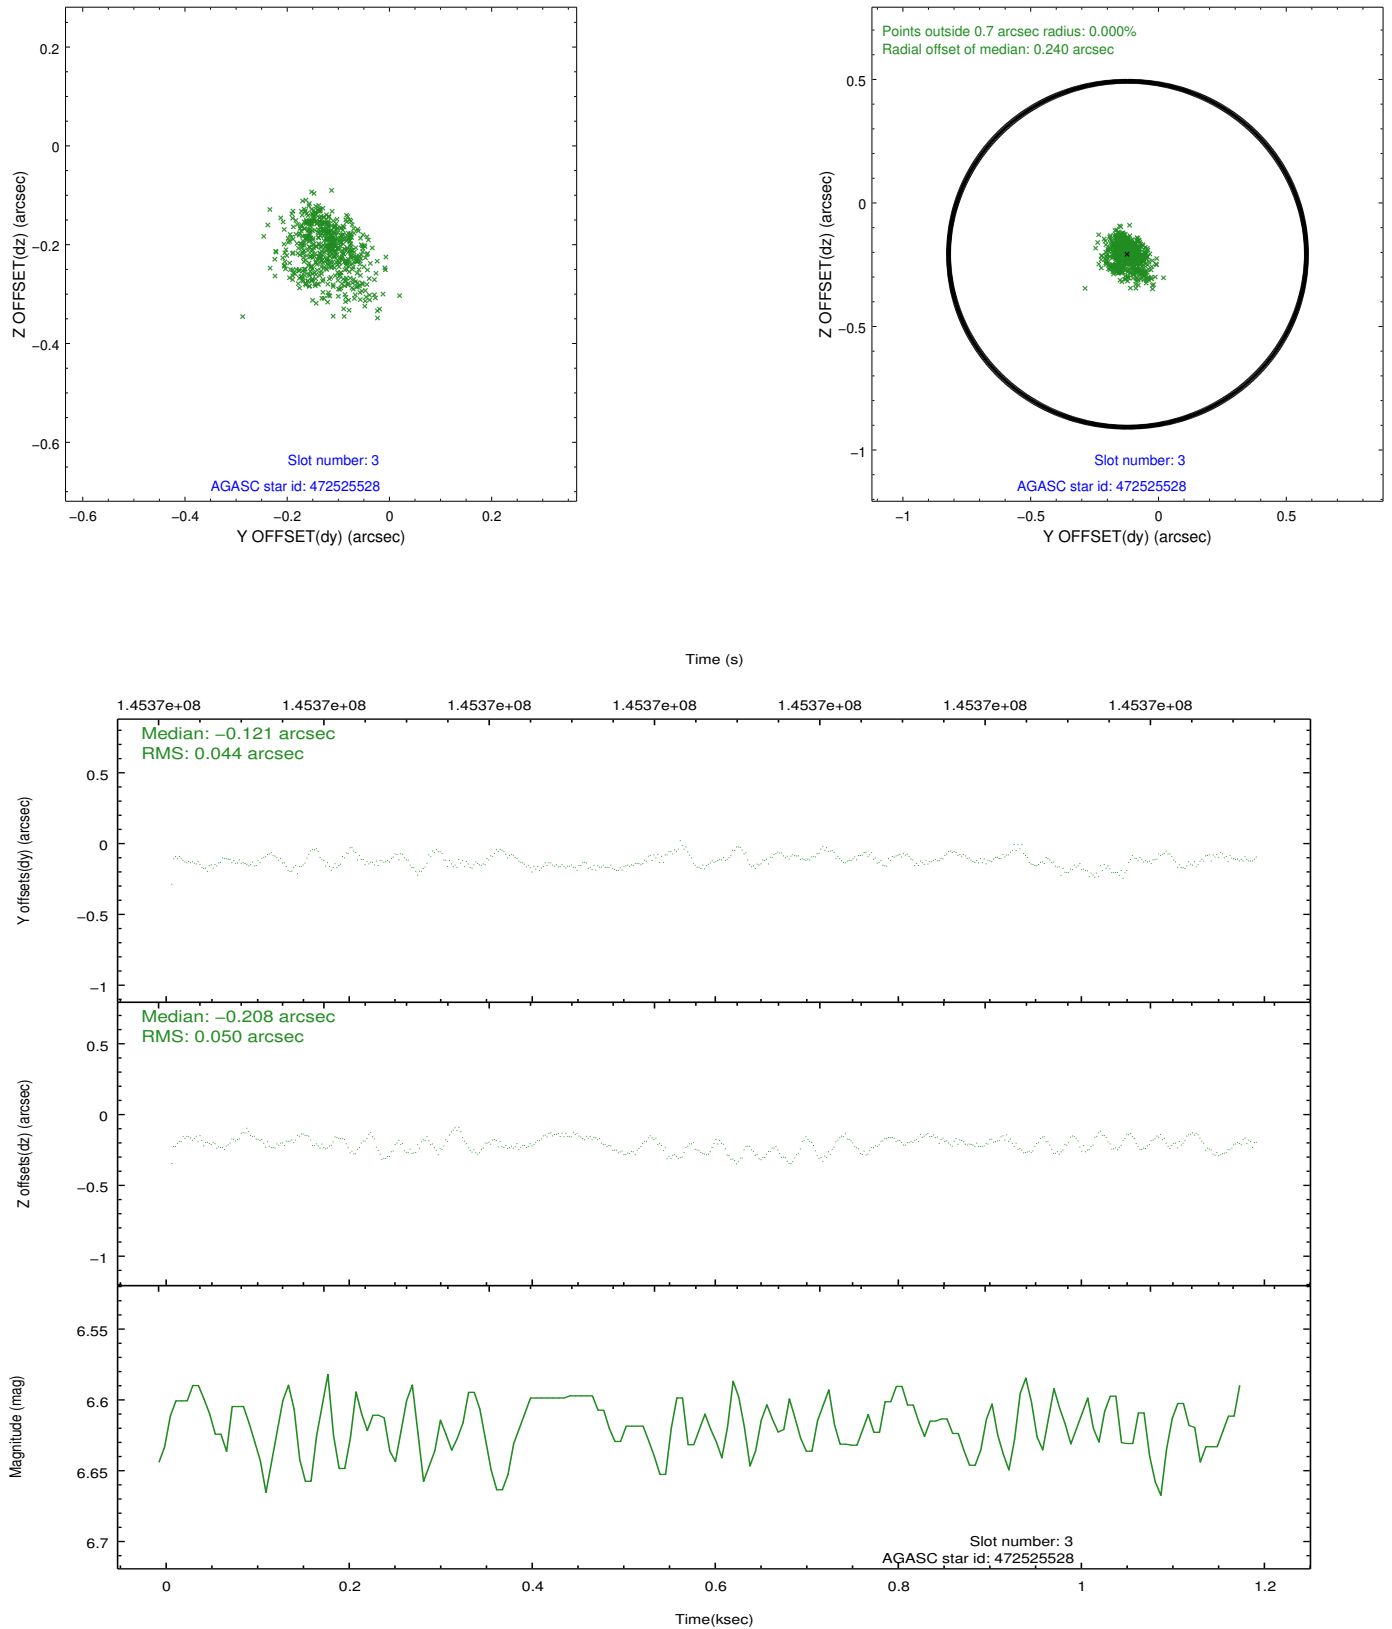 0.2
0
−0.2
−0.4
−0.6
Z OFFSET(dz) (arcsec)
Slot number: 3
AGASC star id: 472525528
−0.6 −0.4 −0.2 0 0.2
Y OFFSET(dy) (arcsec)
Points outside 0.7 arcsec radius: 0.000%
Radial offset of median: 0.240 arcsec
0.5
0
−0.5
−1
Z OFFSET(dz) (arcsec)
Slot number: 3
AGASC star id: 472525528
−1 −0.5 0 0.5
Y OFFSET(dy) (arcsec)
Time (s)
1.4537e+08 1.4537e+08 1.4537e+08 1.4537e+08 1.4537e+08 1.4537e+08 1.4537e+08
Median: −0.121 arcsec
RMS: 0.044 arcsec
0.5
0
−0.5
−1
Y offsets(dy) (arcsec)
Median: −0.208 arcsec
RMS: 0.050 arcsec
0.5
0
−0.5
−1
Z offsets(dz) (arcsec)
6.55
6.6
6.65
6.7
Magnitude (mag)
Slot number: 3
AGASC star id: 472525528
0 0.2 0.4 0.6 0.8 1 1.2
Time(ksec)